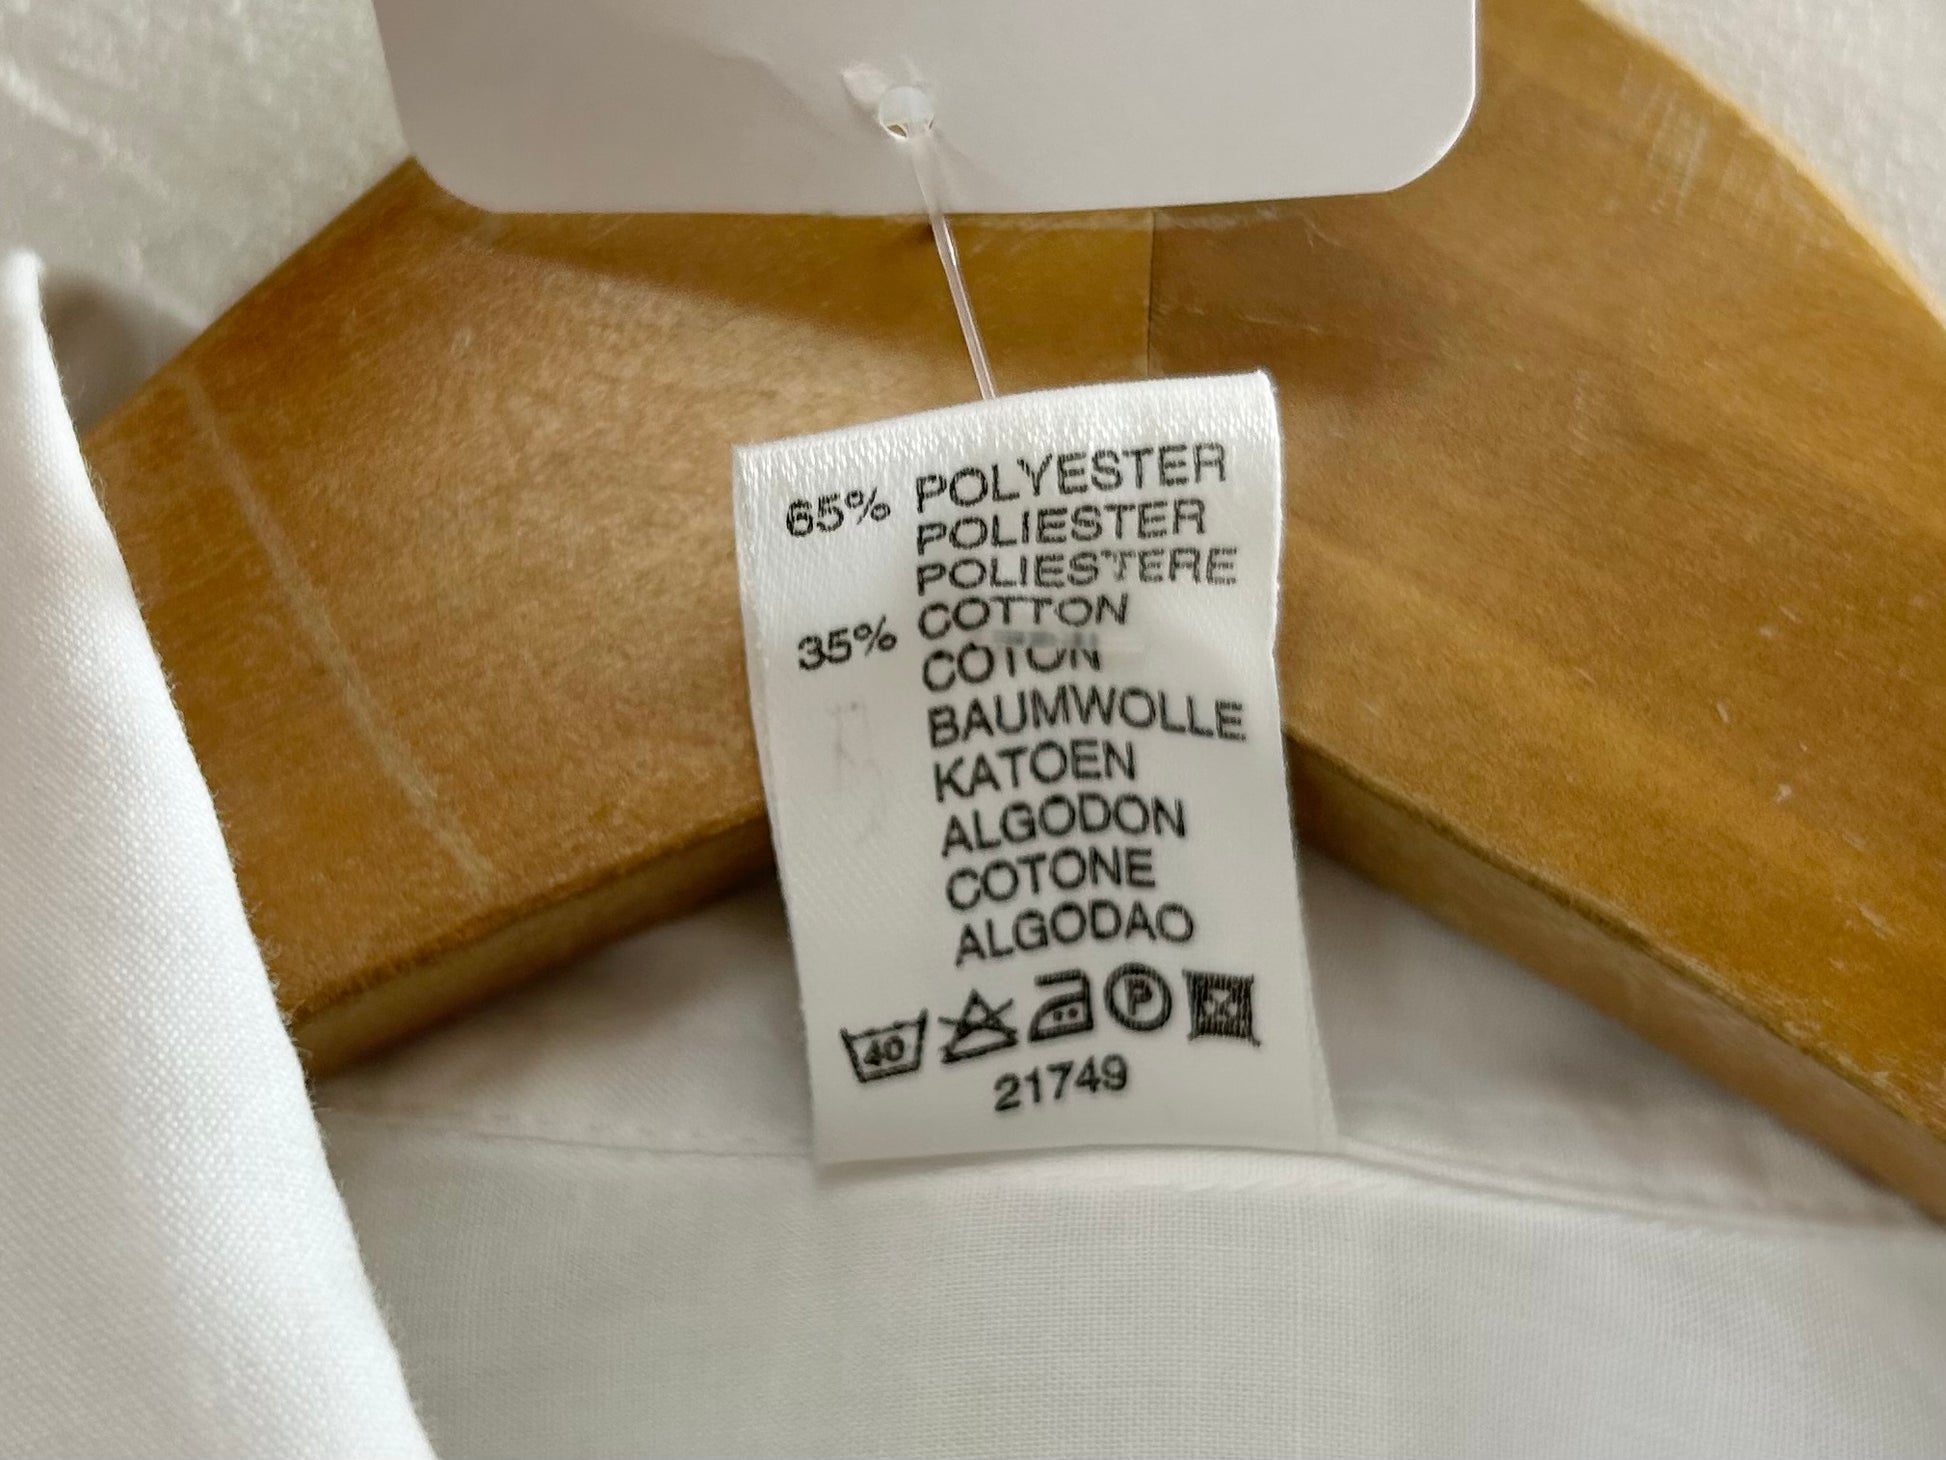 65% POLYESTER
POLIESTER
POLIESTERE
35% COTTON
COTON
BAUMWOLLE
KATOEN
ALGODON
COTONE
ALGODAO
40 P
21749